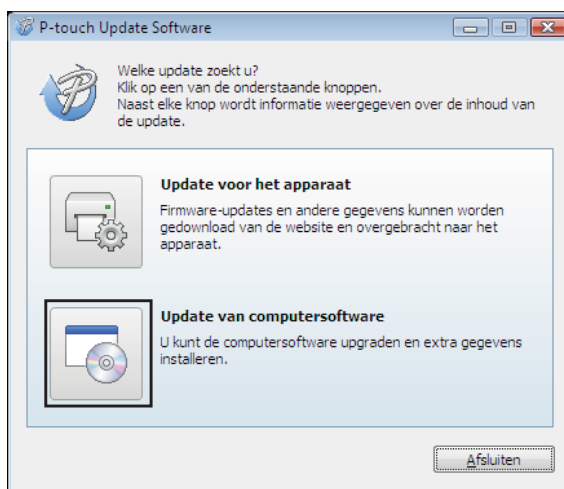 P-touch Update Software
Welke update zoekt u?
Klik op een van de onderstaande knoppen.
Naast elke knop wordt informatie weergegeven over de inhoud van
de update.
Update voor het apparaat
Firmware-updates en andere gegevens kunnen worden
gedownload van de website en overgebracht naar het
apparaat.
Update van computersoftware
U kunt de computersoftware upgraden en extra gegevens
installeren.
Afsluiten